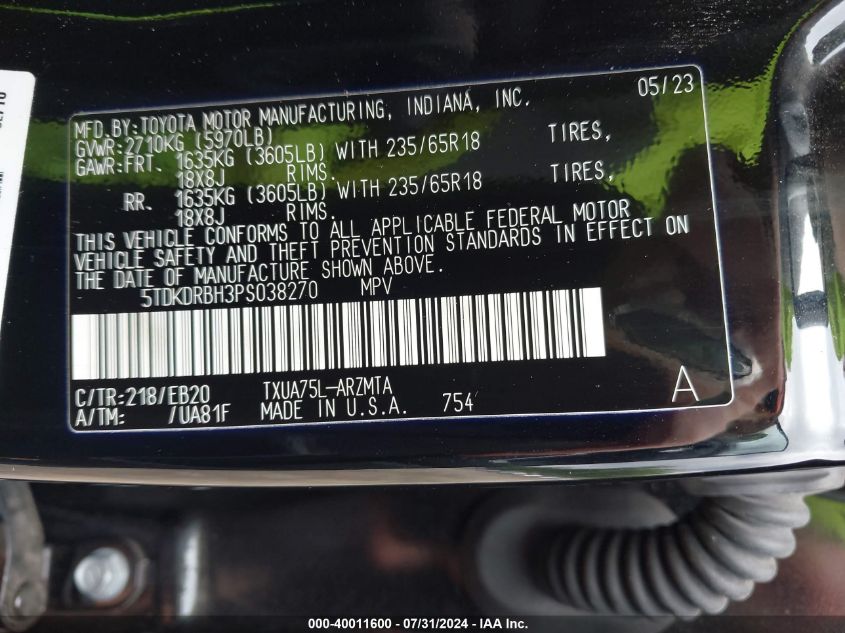 MFD.BY:TOYOTA MOTOR MANUFACTURING, INDIANA, INC. 05/23
GVWR:2710KG (5970LB)
GAWR:FRT. 1635KG (3605LB) WITH 235/65R18 TIRES,
18X8J RIMS.
RR. 1635KG (3605LB) WITH 235/65R18 TIRES,
18X8J RIMS.
THIS VEHICLE CONFORMS TO ALL APPLICABLE FEDERAL MOTOR
VEHICLE SAFETY AND THEFT PREVENTION STANDARDS IN EFFECT ON
THE DATE OF MANUFACTURE SHOWN ABOVE.
5TDKDRBH3PS038270 MPV
C/TR:218/EB20 TXUA75L-ARZMTA A
A/TM: /UA81F MADE IN U.S.A. 754
000-40011600 / 07/31/2024 - IAA Inc.